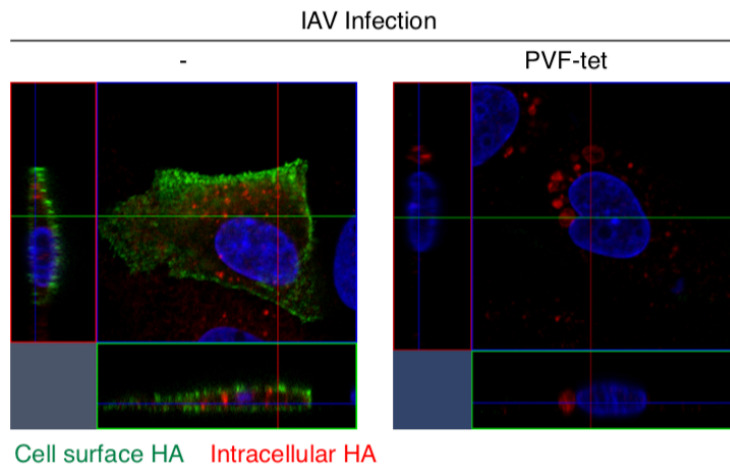 IAV Infection
-
PVF-tet
Cell surface HA Intracellular HA